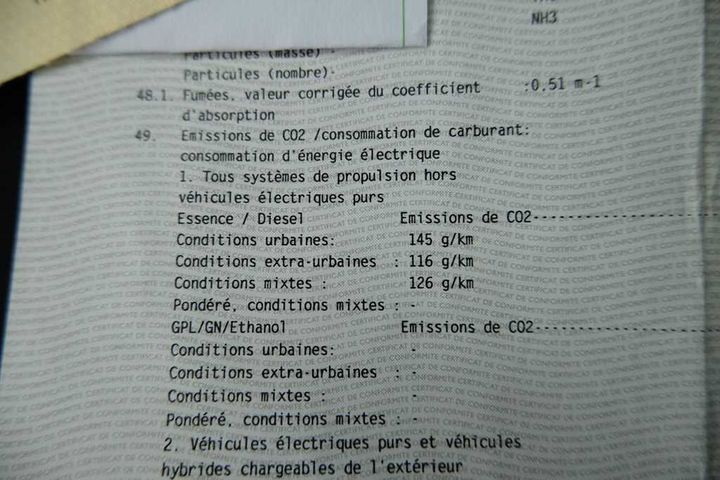 NH3
Particules (masse) -
Particules (nombre)-
48.1. Fumées, valeur corrigée du coefficient :0,51 m-1
d'absorption
49. Emissions de CO2 /consommation de carburant:
consommation d'énergie électrique
1. Tous systèmes de propulsion hors
véhicules électriques purs
Essence / Diesel Emissions de CO2--------------------
Conditions urbaines: 145 g/km
Conditions extra-urbaines : 116 g/km
Conditions mixtes : 126 g/km
Pondéré, conditions mixtes : -
GPL/GN/Ethanol Emissions de CO2--------------------
Conditions urbaines: -
Conditions extra-urbaines : -
Conditions mixtes : -
Pondéré, conditions mixtes : -
2. Véhicules électriques purs et véhicules
hybrides chargeables de l'extérieur